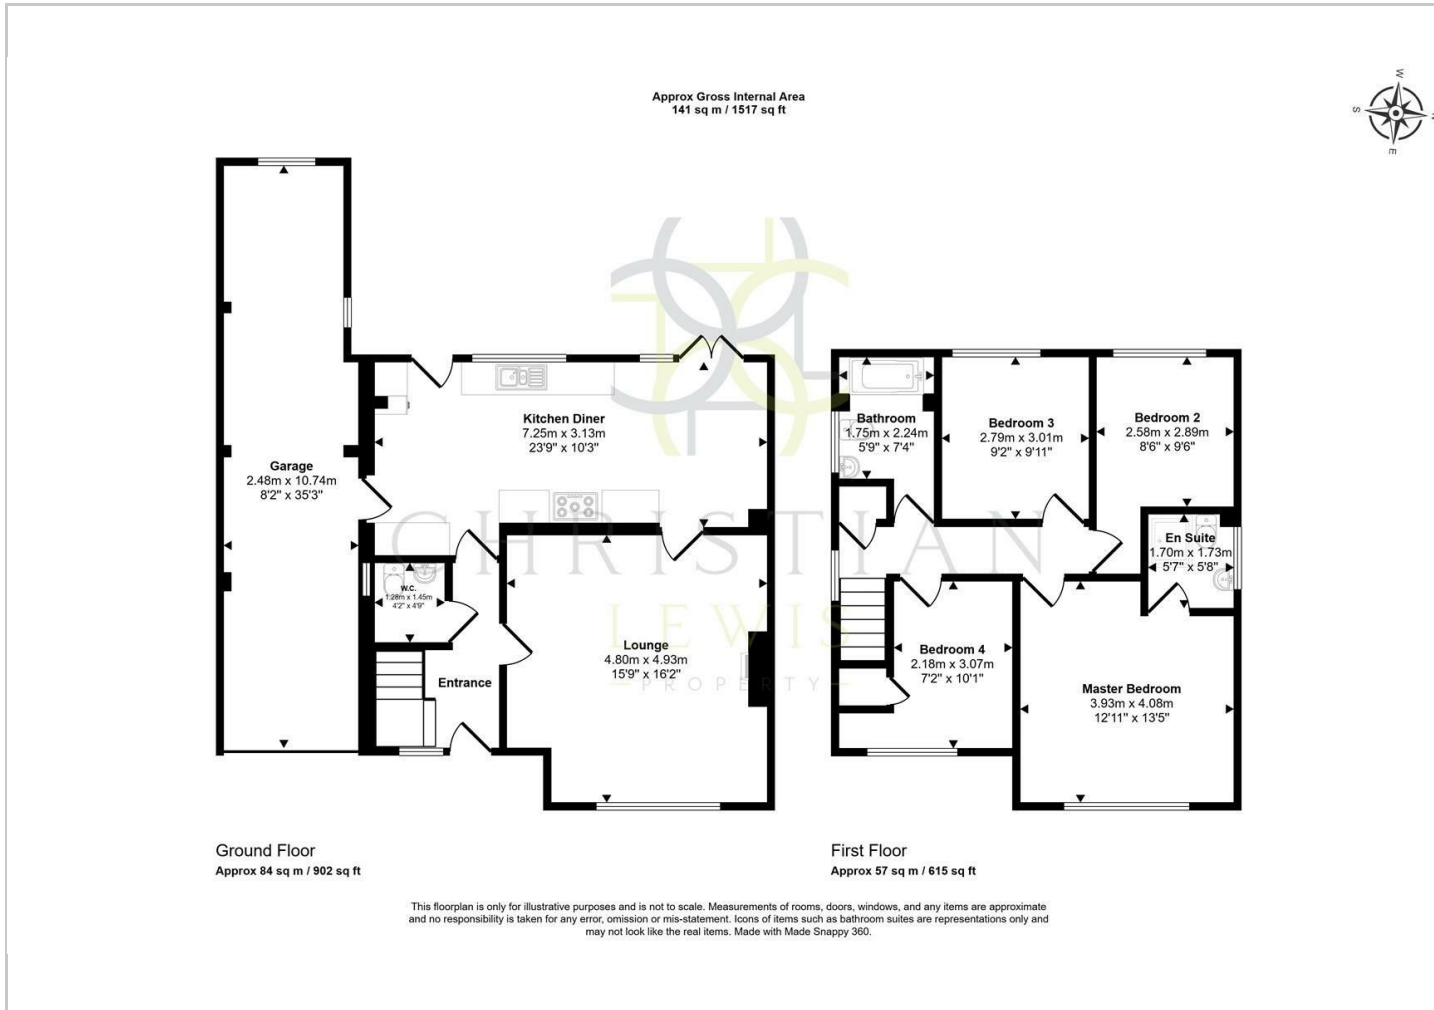 Approx Gross Internal Area
141 sq m / 1517 sq ft
W
S
N
E
Garage
2.48m x 10.74m
8'2" x 35'3"
Kitchen Diner
7.25m x 3.13m
23'9" x 10'3"
W.C.
1.28m x 1.45m
4'2" x 4'9"
Entrance
Lounge
4.80m x 4.93m
15'9" x 16'2"
Bathroom
1.75m x 2.24m
5'9" x 7'4"
Bedroom 3
2.79m x 3.01m
9'2" x 9'11"
Bedroom 2
2.58m x 2.89m
8'6" x 9'6"
En Suite
1.70m x 1.73m
5'7" x 5'8"
Bedroom 4
2.18m x 3.07m
7'2" x 10'1"
Master Bedroom
3.93m x 4.08m
12'11" x 13'5"
CHRISTIAN
LEWIS
PROPERTY
Ground Floor
Approx 84 sq m / 902 sq ft
First Floor
Approx 57 sq m / 615 sq ft
This floorplan is only for illustrative purposes and is not to scale. Measurements of rooms, doors, windows, and any items are approximate
and no responsibility is taken for any error, omission or mis-statement. Icons of items such as bathroom suites are representations only and
may not look like the real items. Made with Made Snappy 360.